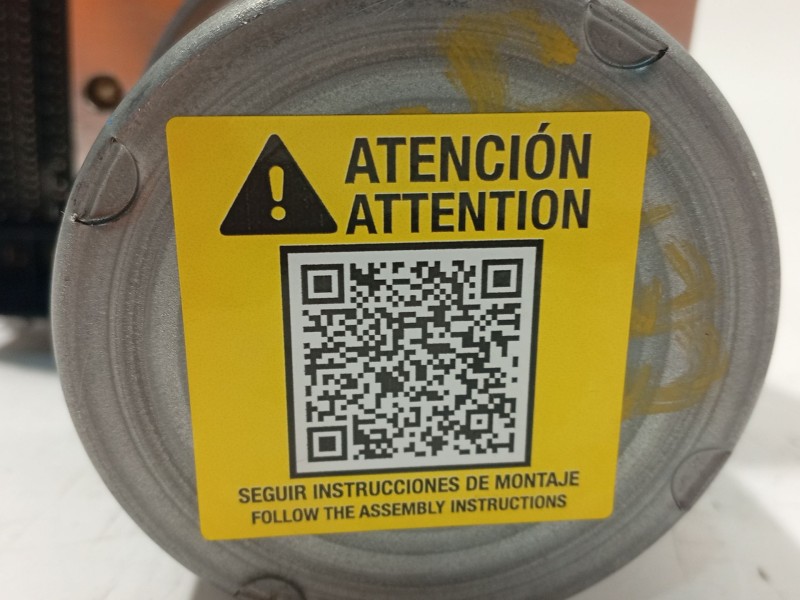 ATENCIÓN
ATTENTION
SEGUIR INSTRUCCIONES DE MONTAJE
FOLLOW THE ASSEMBLY INSTRUCTIONS